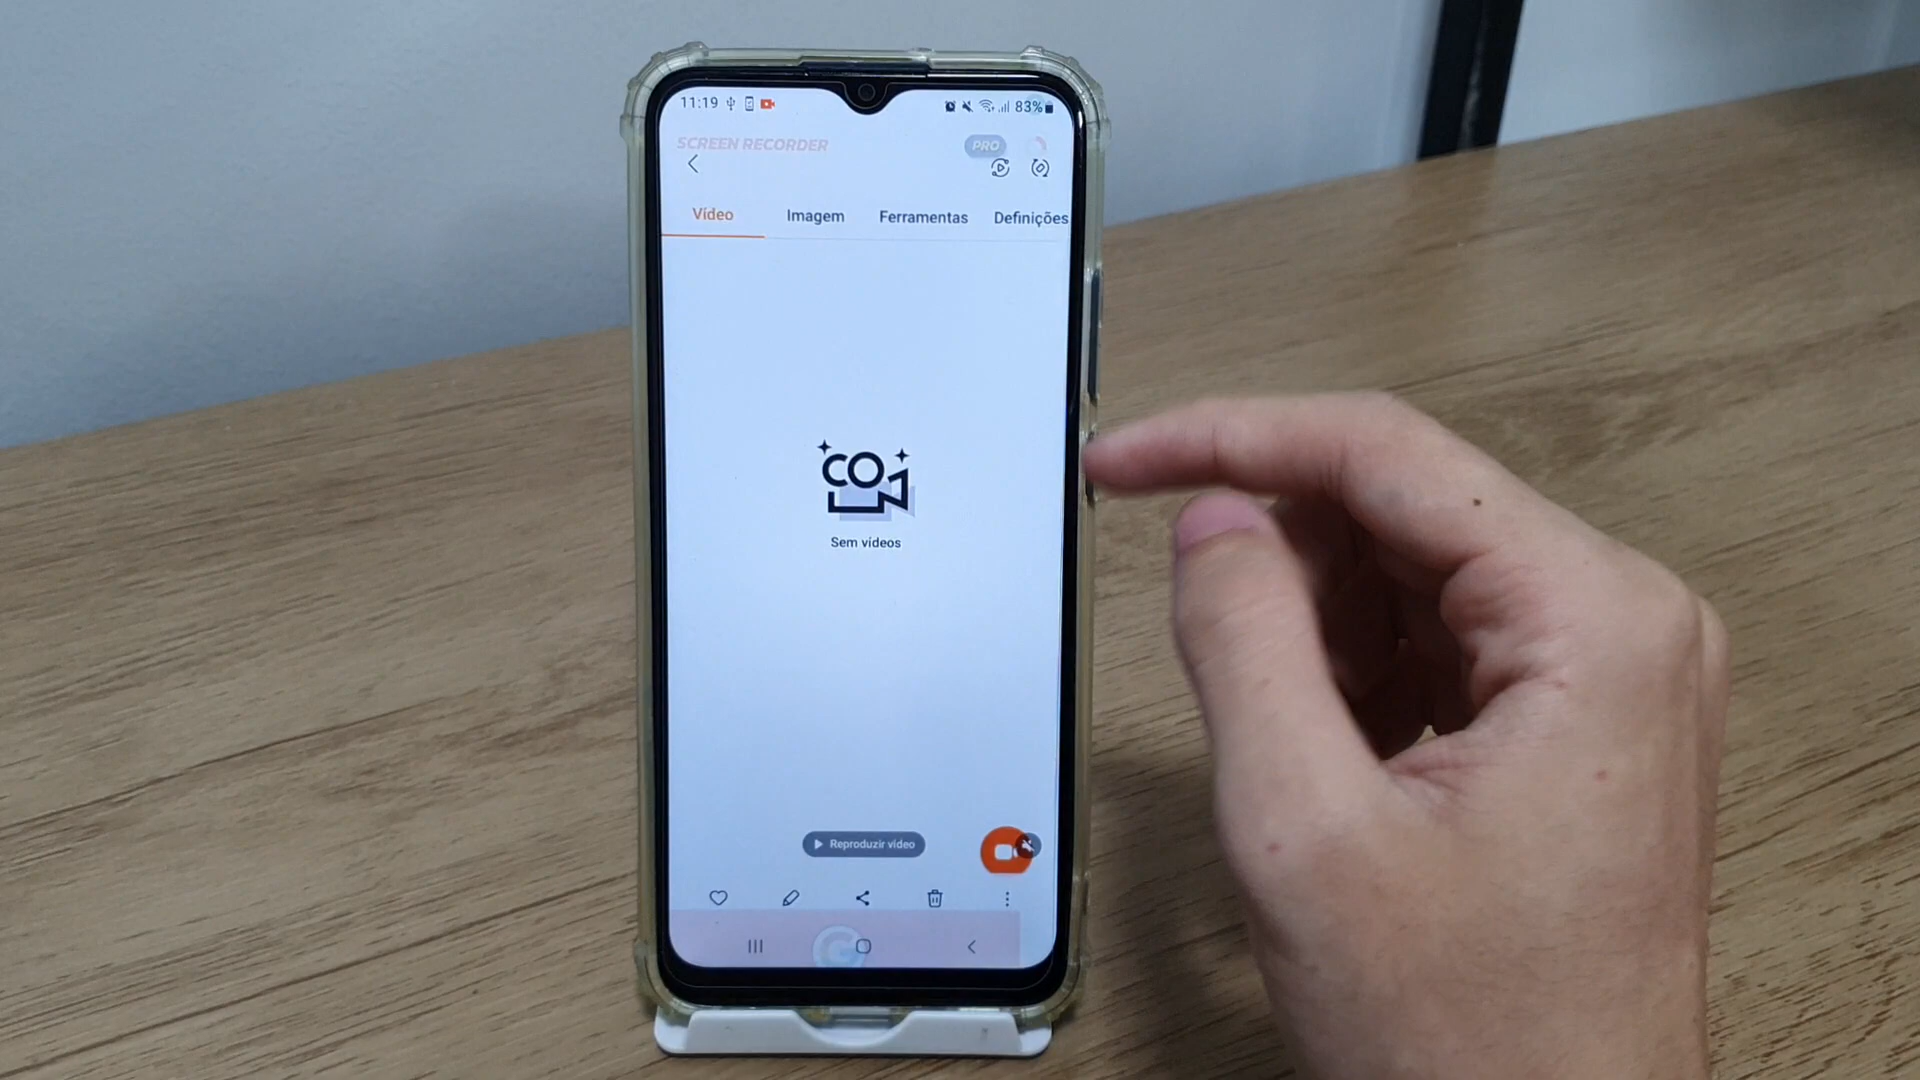 11:19 83%
SCREEN RECORDER PRO
Vídeo Imagem Ferramentas Definições
Sem vídeos
Reproduzir vídeo